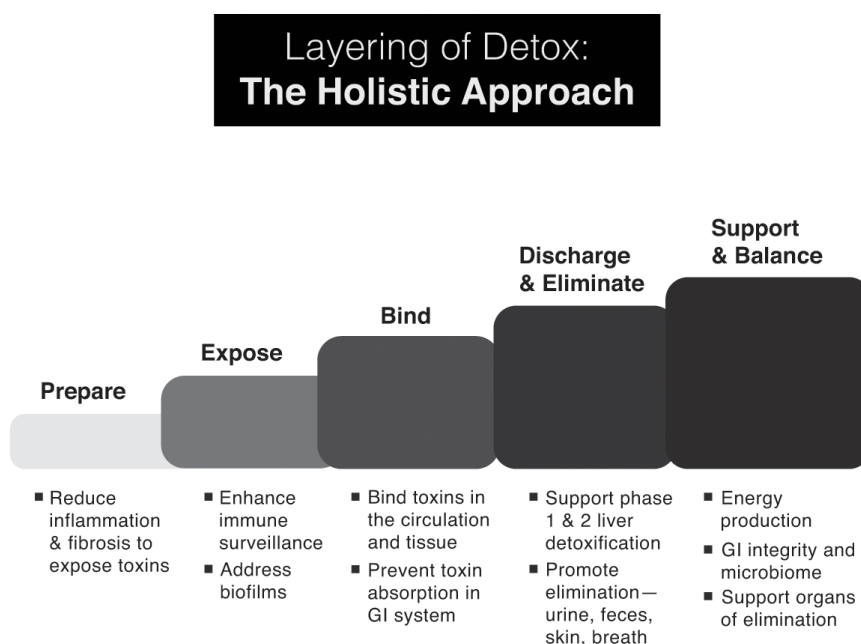 Layering of Detox:
The Holistic Approach
Prepare
Expose
Bind
Discharge
& Eliminate
Support
& Balance
■ Reduce
inflammation
& fibrosis to
expose toxins
■ Enhance
immune
surveillance
■ Address
biofilms
■ Bind toxins in
the circulation
and tissue
■ Prevent toxin
absorption in
GI system
■ Support phase
1 & 2 liver
detoxification
■ Promote
elimination—
urine, feces,
skin, breath
■ Energy
production
■ GI integrity and
microbiome
■ Support organs
of elimination